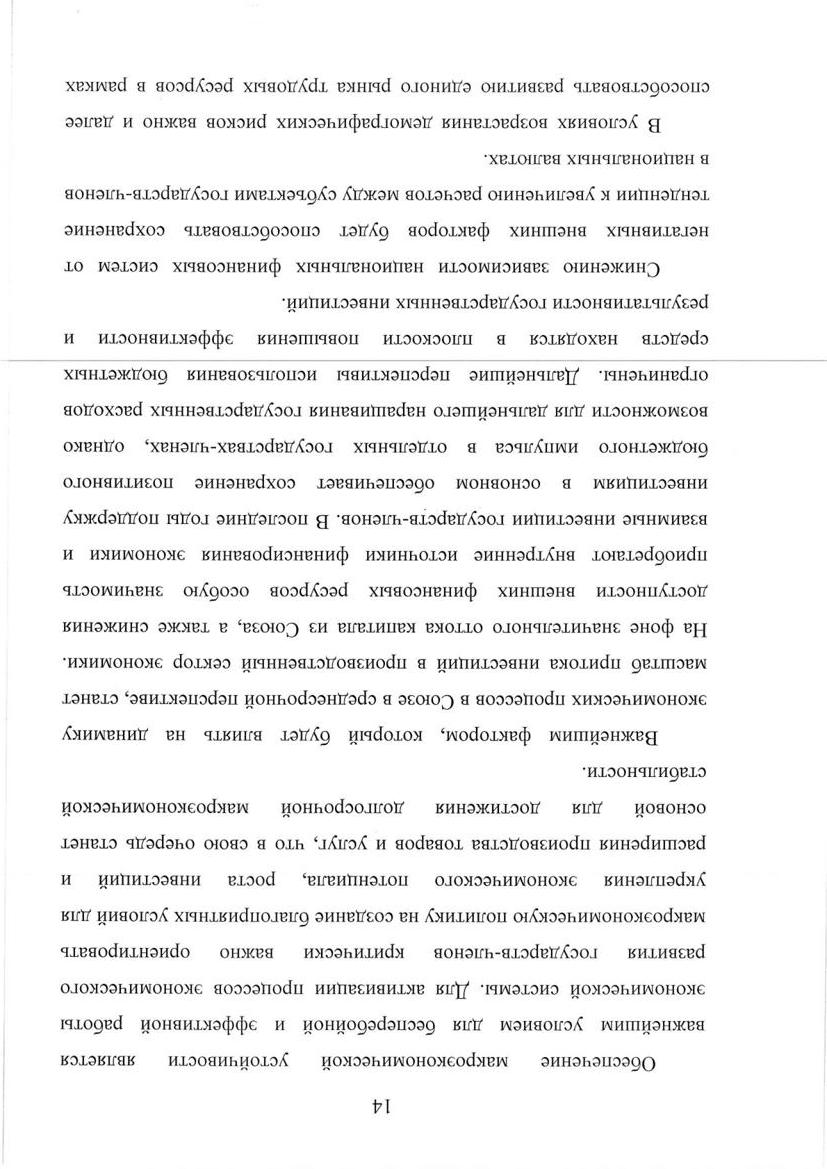 14
Обеспечение макроэкономической устойчивости является
важнейшим условием для бесперебойной и эффективной работы
экономической системы. Для активизации процессов экономического
развития государств-членов критически важно ориентировать
макроэкономическую политику на создание благоприятных условий для
укрепления экономического потенциала, роста инвестиций и
расширения производства товаров и услуг, что в свою очередь станет
основой для достижения долгосрочной макроэкономической
стабильности.
Важнейшим фактором, который будет влиять на динамику
экономических процессов в Союзе в среднесрочной перспективе, станет
масштаб притока инвестиций в производственный сектор экономики.
На фоне значительного оттока капитала из Союза, а также снижения
доступности внешних финансовых ресурсов особую значимость
приобретают внутренние источники финансирования экономики и
взаимные инвестиции государств-членов. В последние годы поддержку
инвестициям в основном обеспечивает сохранение позитивного
бюджетного импульса в отдельных государствах-членах, однако
возможности для дальнейшего наращивания государственных расходов
ограничены. Дальнейшие перспективы использования бюджетных
средств находятся в плоскости повышения эффективности и
результативности государственных инвестиций.
Снижению зависимости национальных финансовых систем от
негативных внешних факторов будет способствовать сохранение
тенденции к увеличению расчетов между субъектами государств-членов
в национальных валютах.
В условиях возрастания демографических рисков важно и далее
способствовать развитию единого рынка трудовых ресурсов в рамках